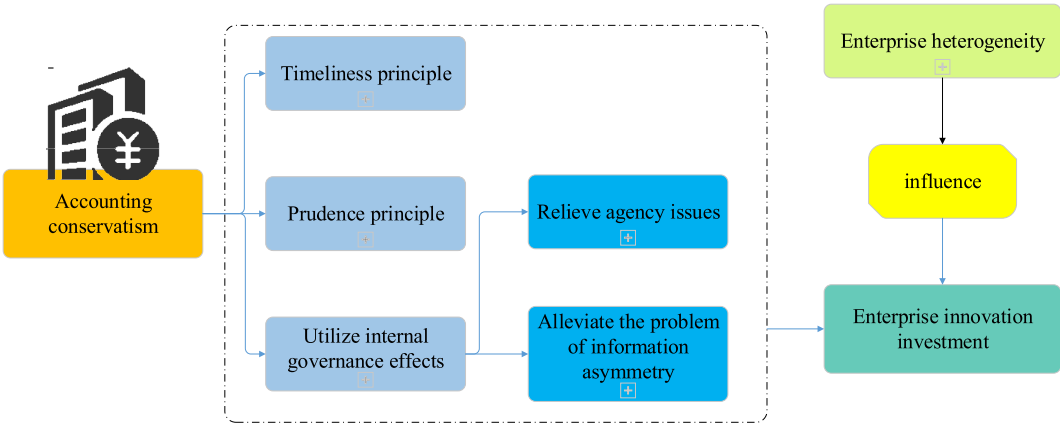 Accounting
conservatism
Timeliness principle
Prudence principle
Utilize internal
governance effects
Relieve agency issues
Alleviate the problem
of information
asymmetry
Enterprise heterogeneity
influence
Enterprise innovation
investment